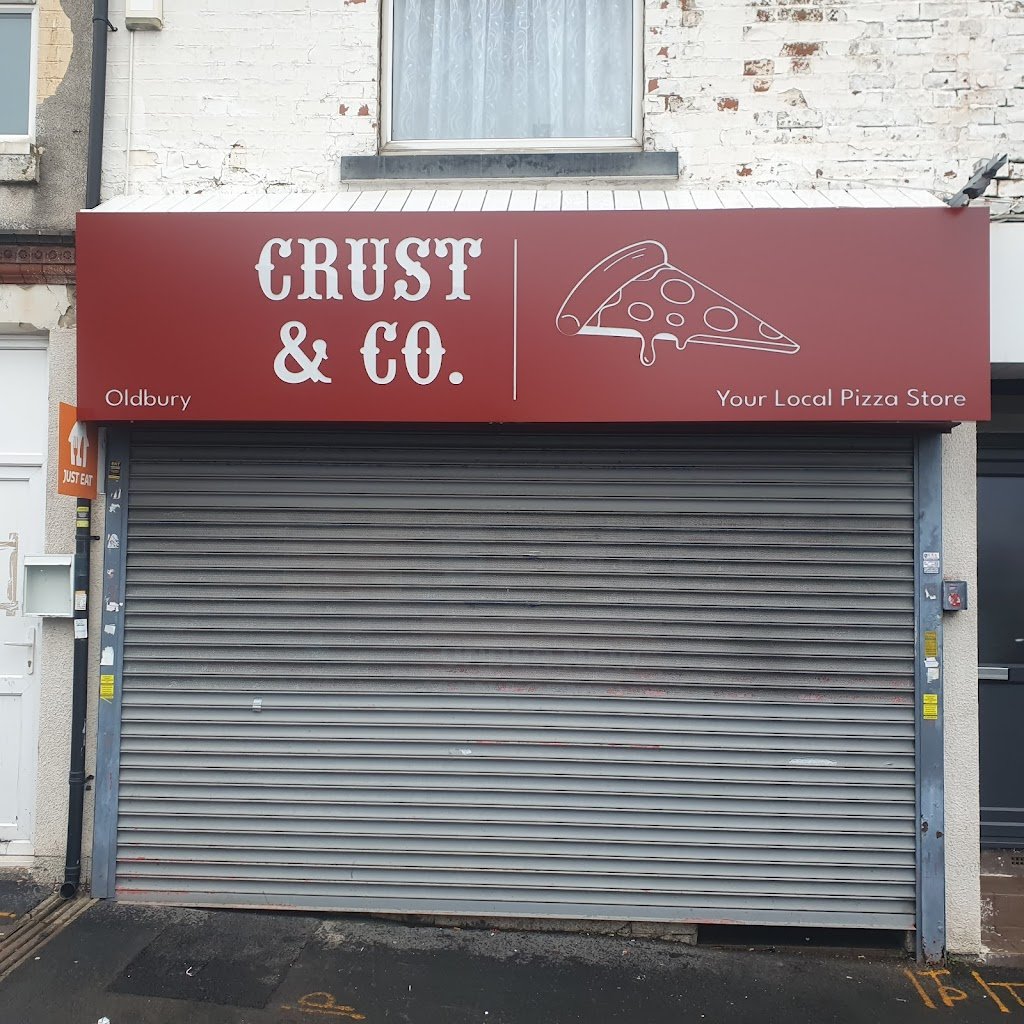 CRUST
& CO.
Oldbury
Your Local Pizza Store
JUST EAT